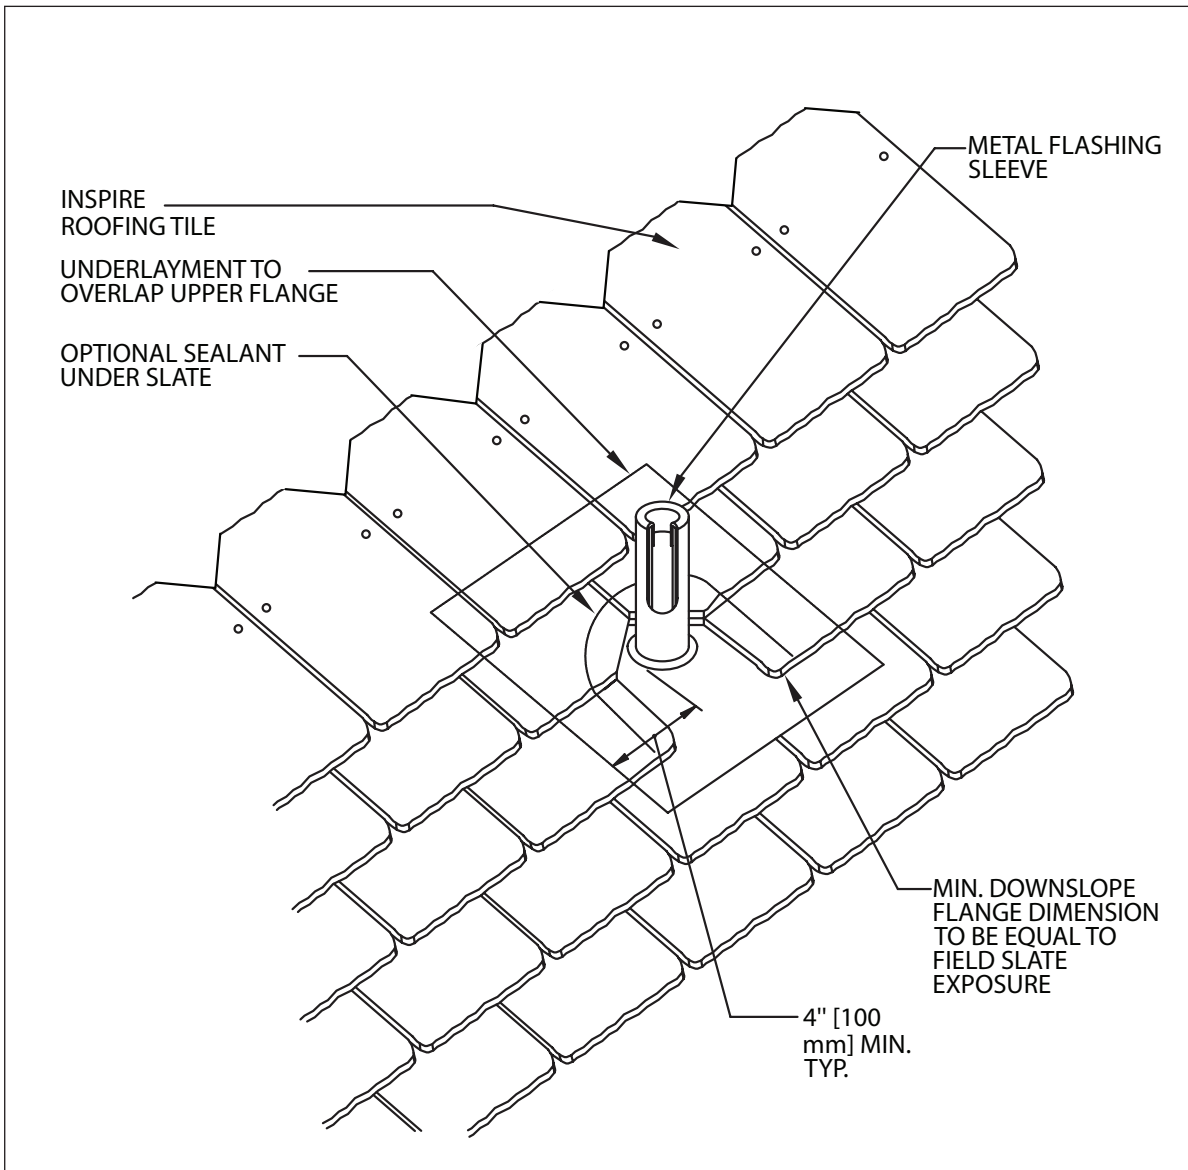 METAL FLASHING
SLEEVE
INSPIRE
ROOFING TILE
UNDERLAYMENT TO
OVERLAP UPPER FLANGE
OPTIONAL SEALANT
UNDER SLATE
MIN. DOWNSLOPE
FLANGE DIMENSION
TO BE EQUAL TO
FIELD SLATE
EXPOSURE
4" [100
mm] MIN.
TYP.